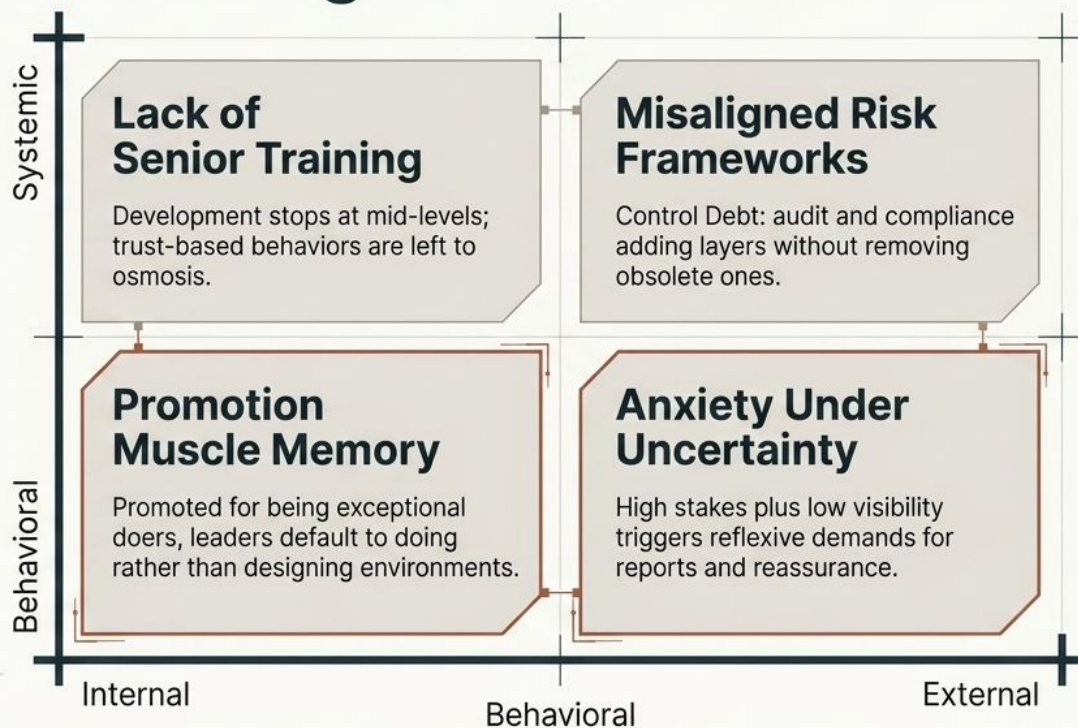 Systemic
Lack of
Senior Training
Development stops at mid-levels;
trust-based behaviors are left to
osmosis.
Misaligned Risk
Frameworks
Control Debt: audit and compliance
adding layers without removing
obsolete ones.
Behavioral
Promotion
Muscle Memory
Promoted for being exceptional
doers, leaders default to doing
rather than designing environments.
Anxiety Under
Uncertainty
High stakes plus low visibility
triggers reflexive demands for
reports and reassurance.
Internal
Behavioral
External